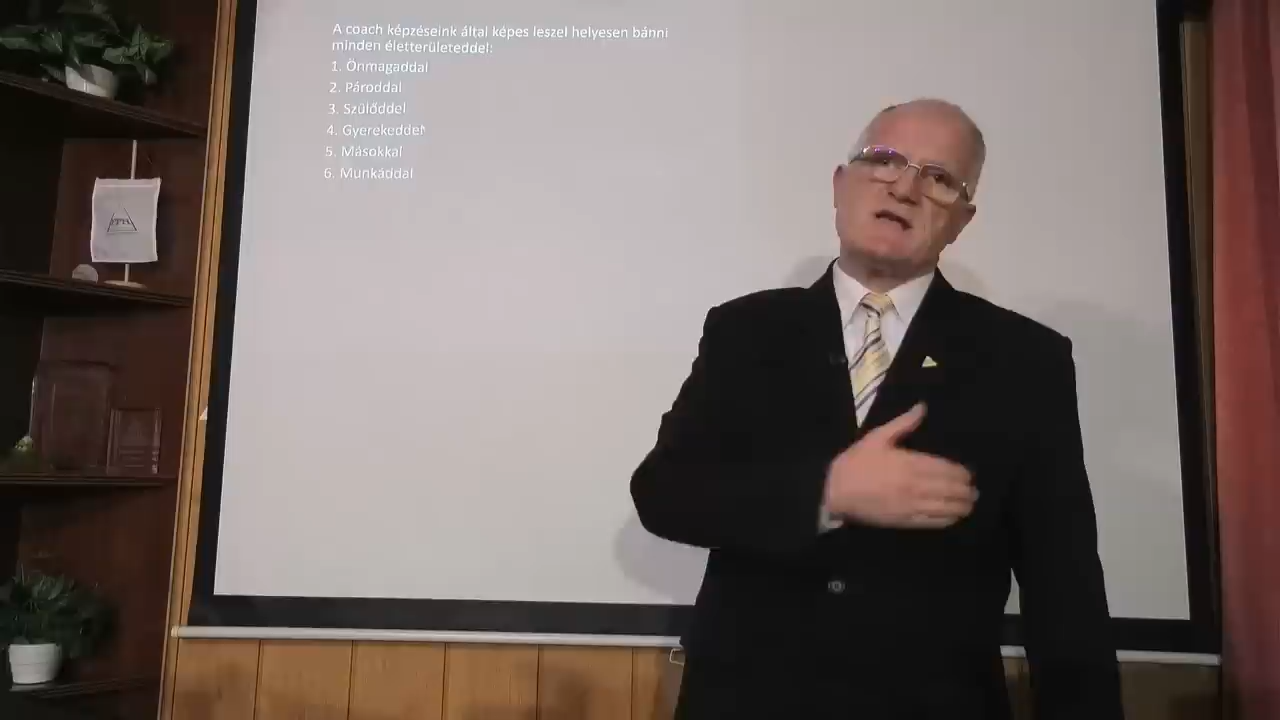 A coach képzéseink által képes leszel helyesen bánni
minden életterületeddel:
1. Önmagaddal
2. Pároddal
3. Szülőddel
4. Gyerekeddel
5. Másokkal
6. Munkáddal